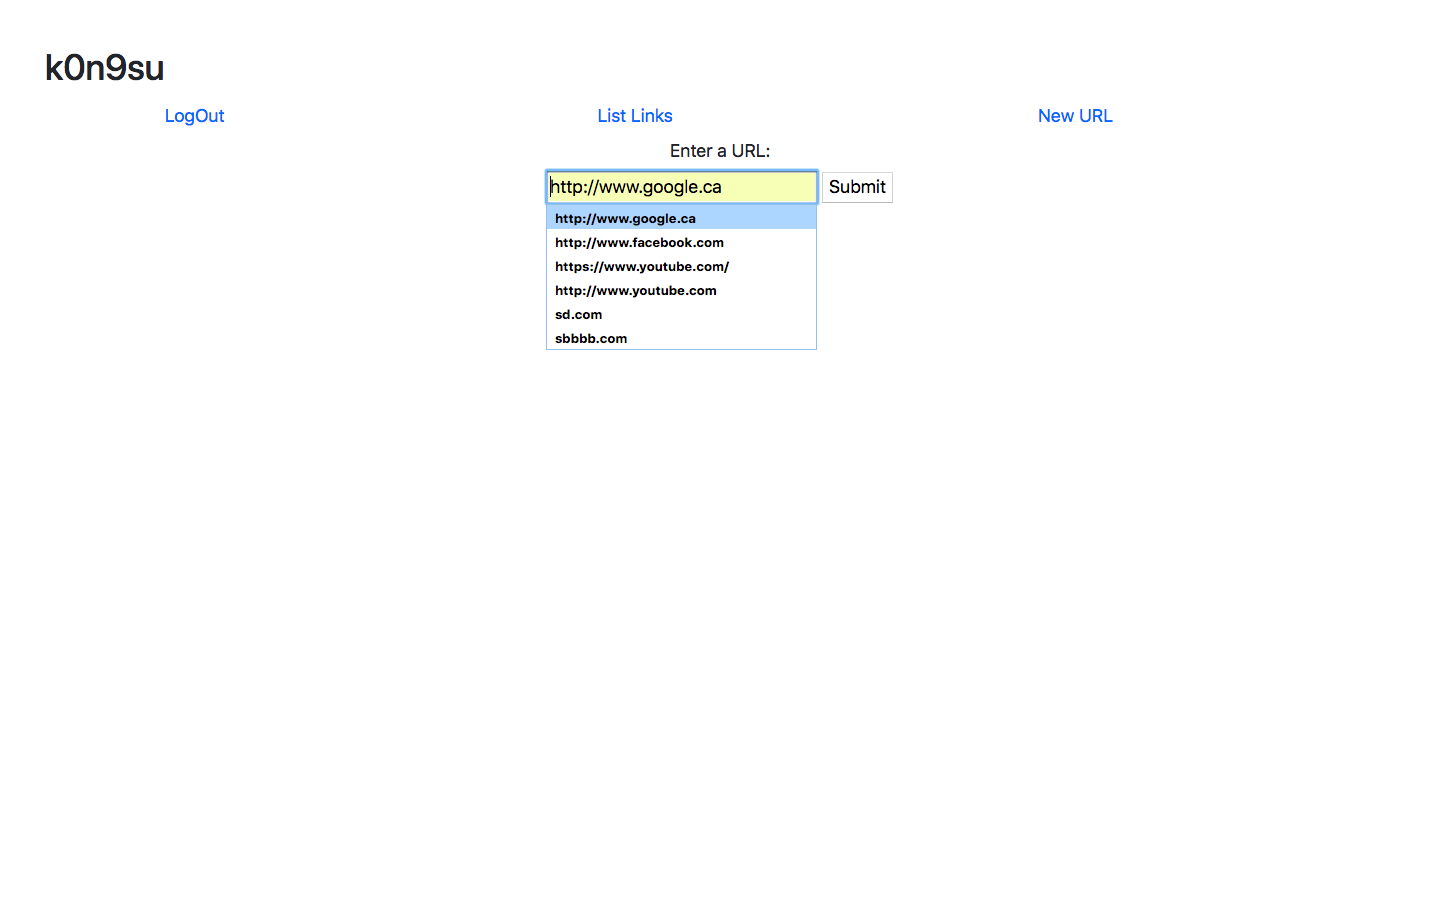 k0n9su
LogOut List Links New URL
Enter a URL:
http://www.google.ca Submit
http://www.google.ca
http://www.facebook.com
https://www.youtube.com/
http://www.youtube.com
sd.com
sbbbb.com